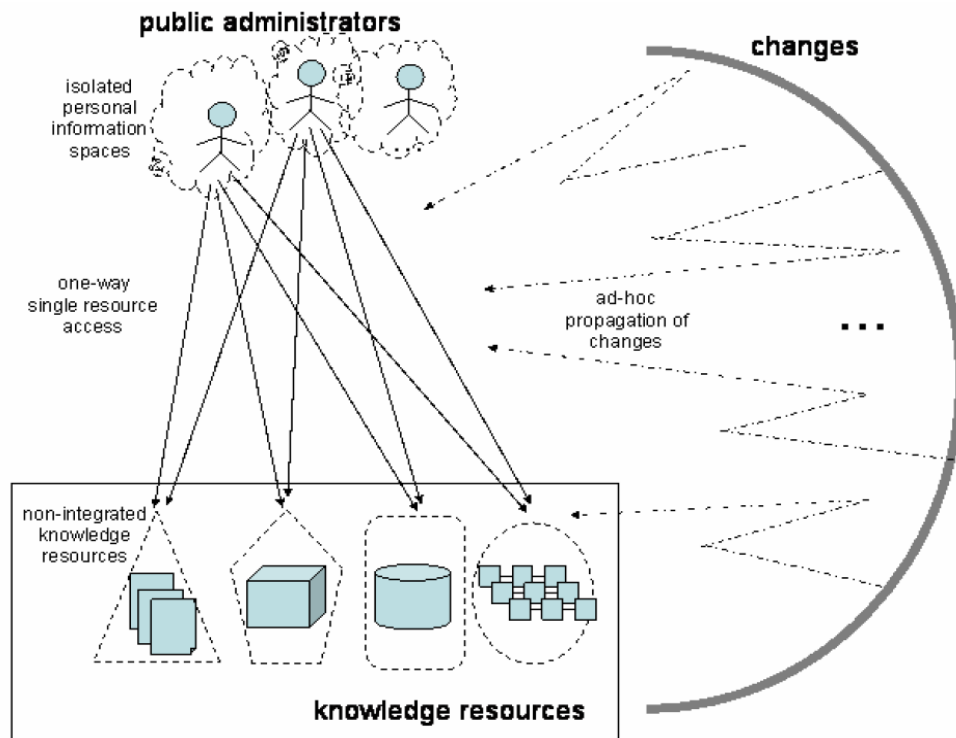 public administrators
changes
isolated
personal
information
spaces
...
one-way
single resource
access
ad-hoc
propagation of
changes
...
non-integrated
knowledge
resources
knowledge resources